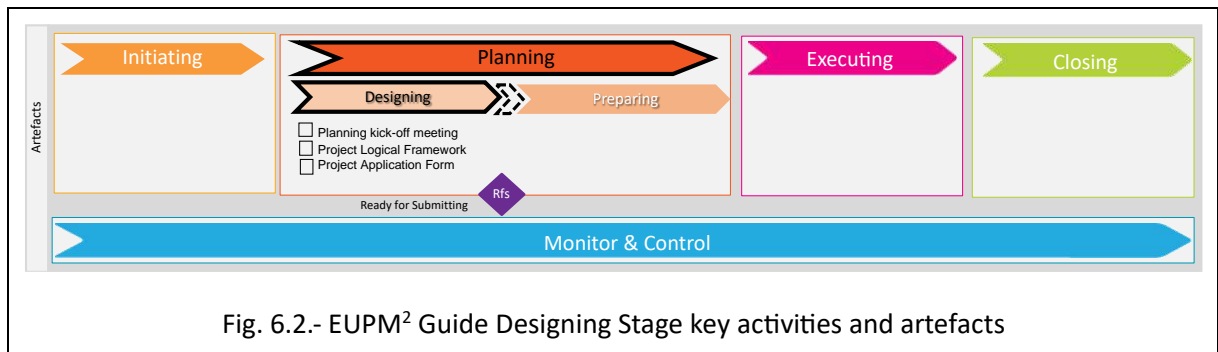 Artefacts
Initiating
Planning
Executing
Closing
Designing
Preparing
Planning kick-off meeting
Project Logical Framework
Project Application Form
Rfs
Ready for Submitting
Monitor & Control
Fig. 6.2.- EUPM² Guide Designing Stage key activities and artefacts